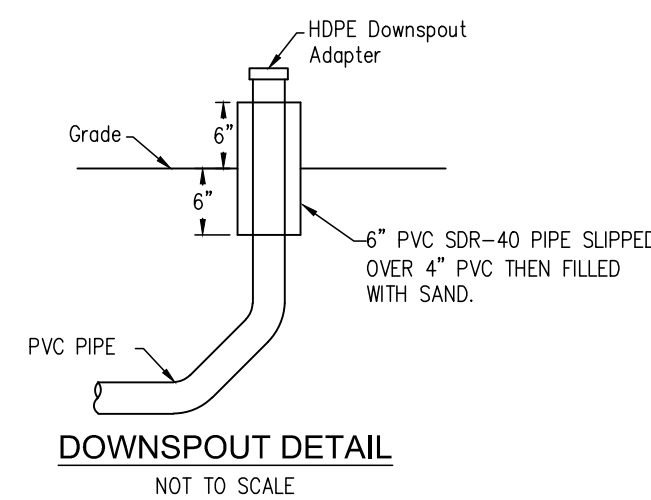 HDPE Downspout
Adapter
Grade
6”
6”
6” PVC SDR-40 PIPE SLIPPED
OVER 4” PVC THEN FILLED
WITH SAND.
PVC PIPE
DOWNSPOUT DETAIL
NOT TO SCALE